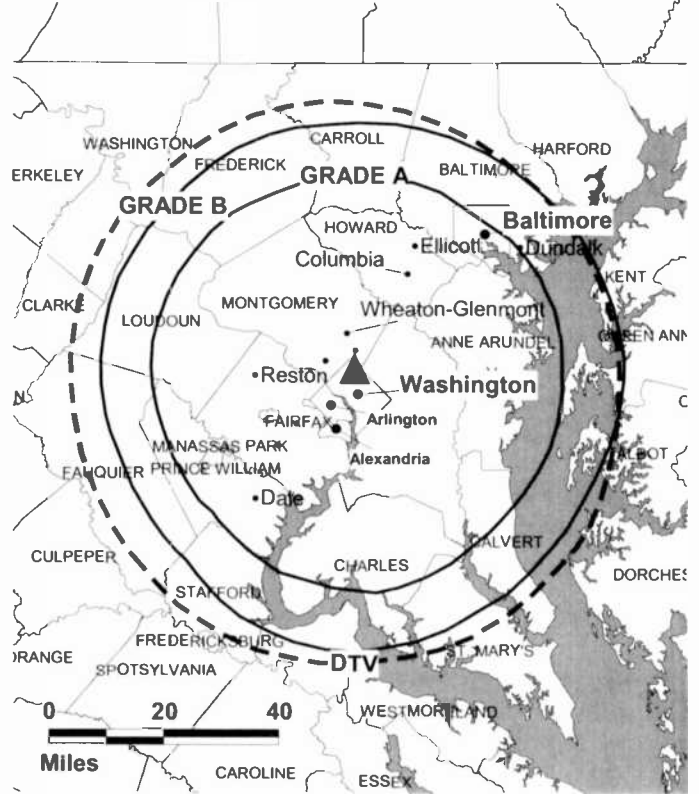 WASHINGTON
CARROLL
HARFORD
FREDERICK
BALTIMORE
ERKELEY
GRADE A
GRADE B
Baltimore
HOWARD
Ellicott
Dundalk
Columbia
KENT
MONTGOMERY
CLARKE
Wheaton-Glenmont
LOUDOUN
ANNE ARUNDEL
QUEEN ANN
Reston
Washington
FAIRFAX
Arlington
MANASSAS PARK
TALBOT
Alexandria
PRINCE WILLIAM
FAUQUIER
Dale
CALVERT
CULPEPER
CHARLES
DORCHES
STAFFORD
FREDERICKSBURG
ST. MARY'S
ORANGE
DTV
SPOTSYLVANIA
0 20 40
WESTMORELAND
Miles
CAROLINE
ESSEX